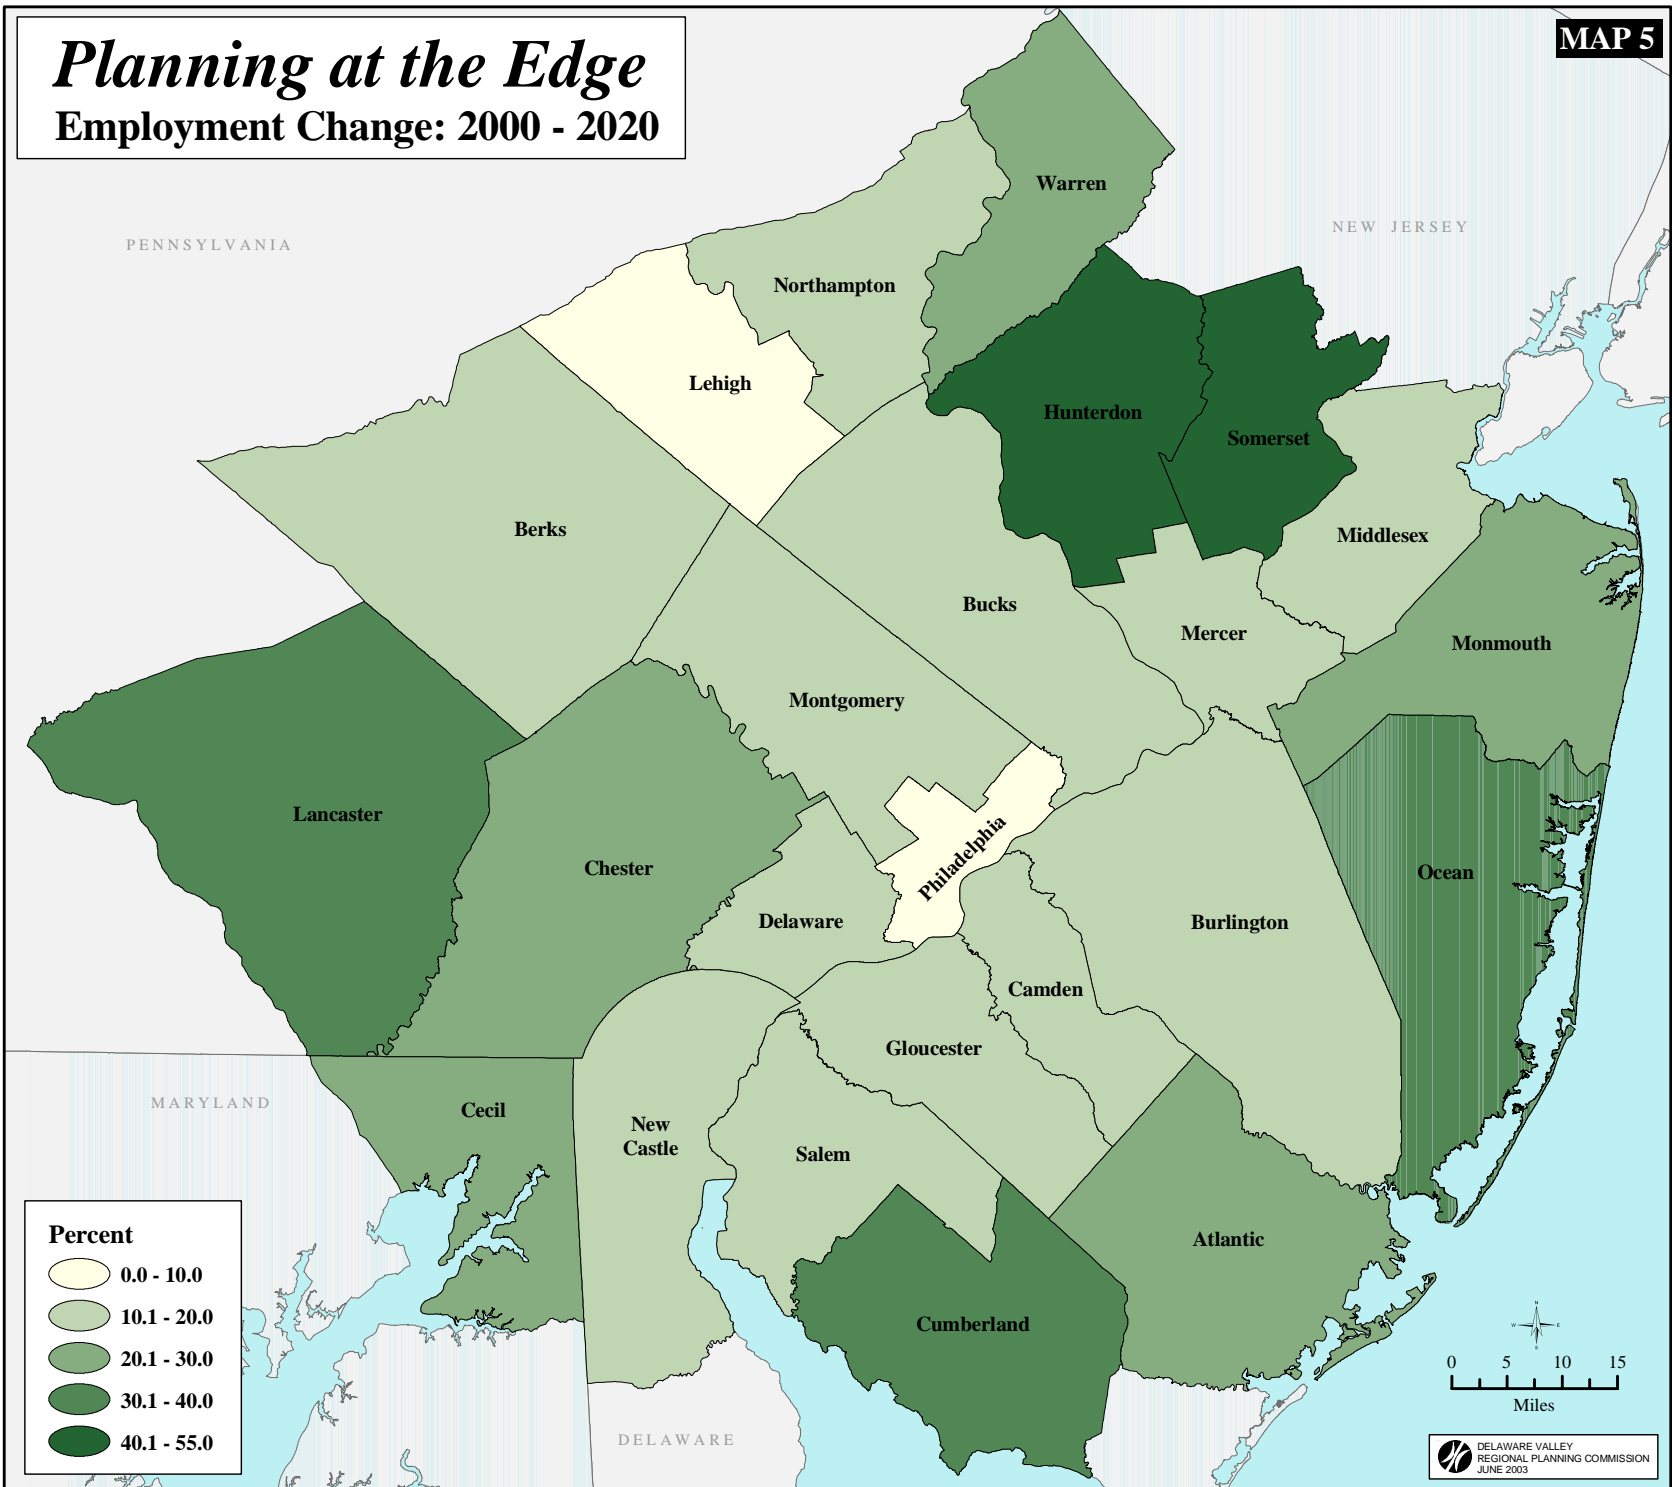 Planning at the Edge
Employment Change: 2000 - 2020
MAP 5
Warren
NEW JERSEY
PENNSYLVANIA
Northampton
Lehigh
Hunterdon
Somerset
Berks
Middlesex
Bucks
Mercer
Monmouth
Montgomery
Lancaster
Philadelphia
Chester
Ocean
Delaware
Burlington
Camden
Gloucester
MARYLAND
Cecil
New
Castle
Salem
Atlantic
Cumberland
Percent
0.0 - 10.0
10.1 - 20.0
20.1 - 30.0
30.1 - 40.0
40.1 - 55.0
DELAWARE
N
W E
S
0 5 10 15
Miles
DELAWARE VALLEY
REGIONAL PLANNING COMMISSION
JUNE 2003